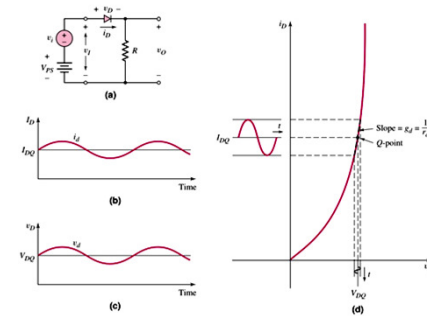 + v_D −
i_D
v_i
+
−
+
v_I
−
R
+
v_O
−
+
V_PS
−
(a)
I_D
i_d
I_DQ
Time
(b)
v_D
v_d
V_DQ
Time
(c)
i_D
t
I_DQ
Slope = g_d = 1
Q-point
t
V_DQ
(d)